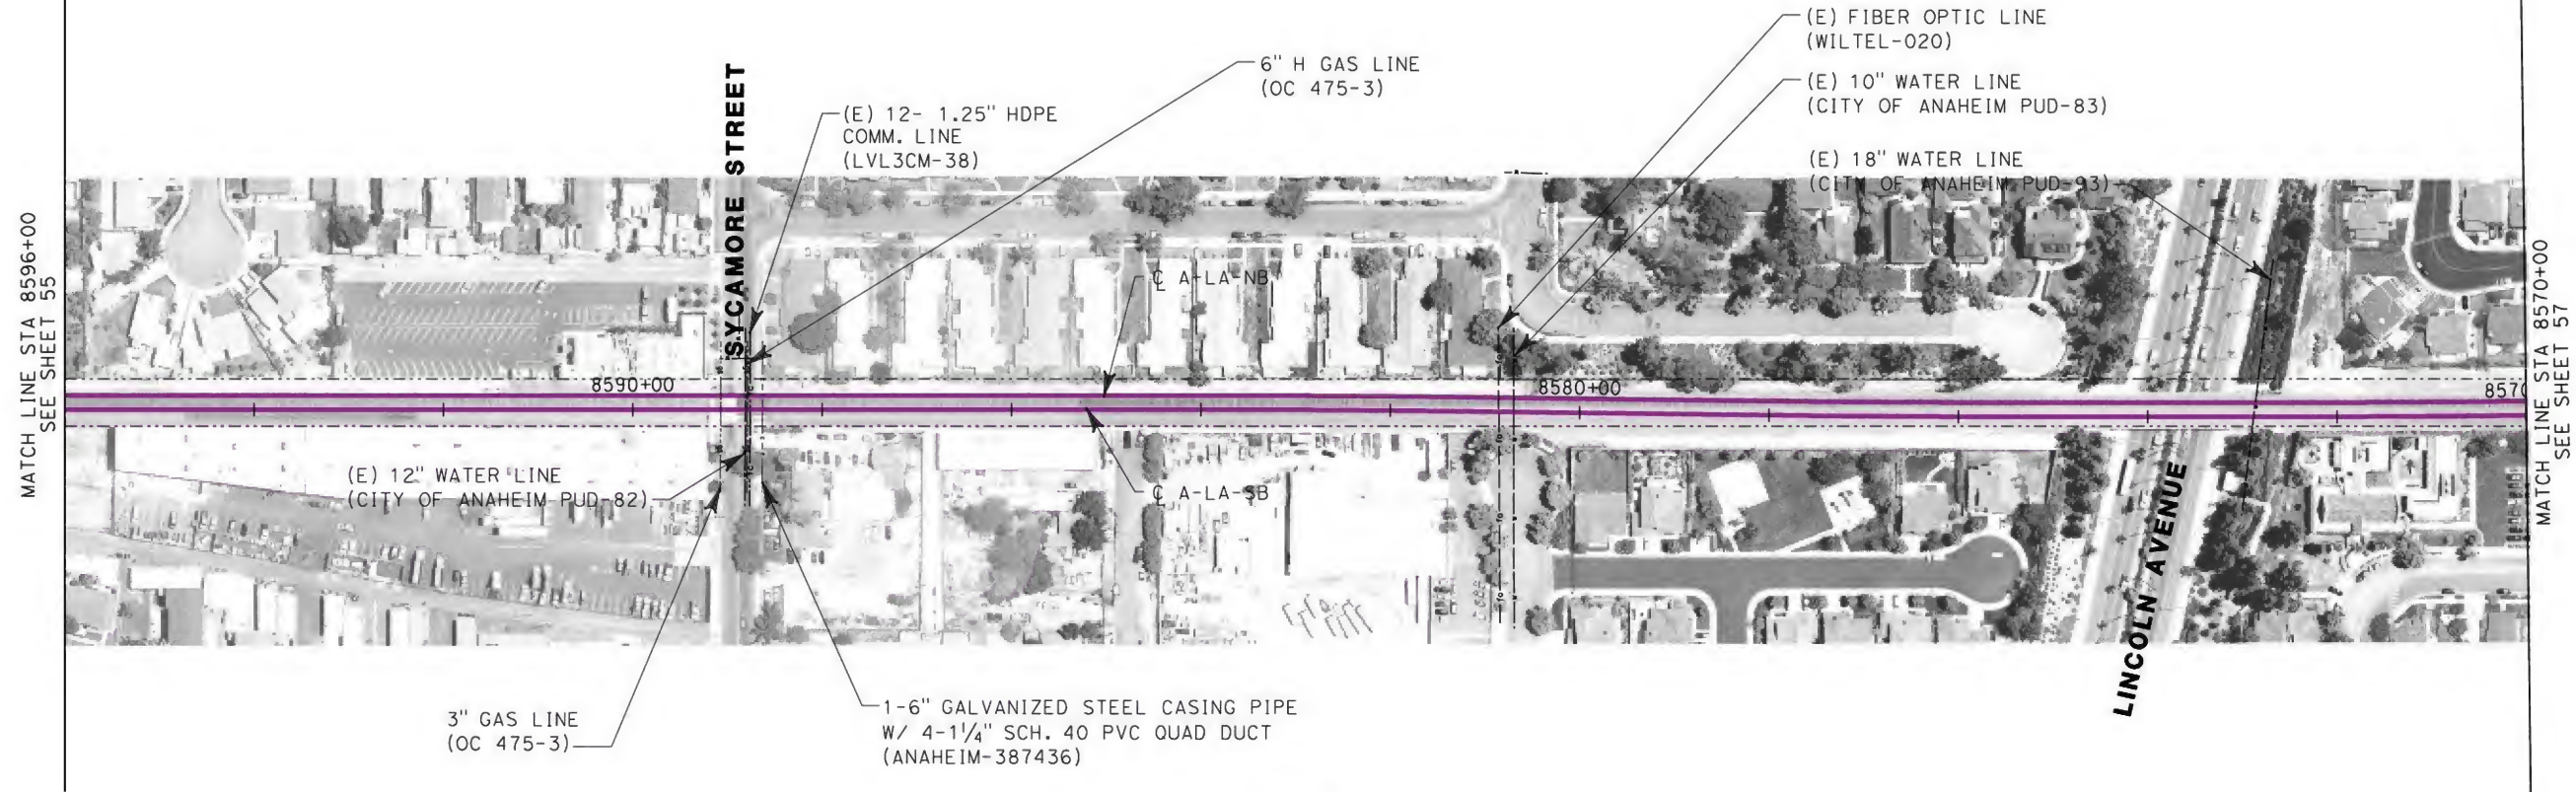 (E) FIBER OPTIC LINE
(WILTEL-020)
6" H GAS LINE
(OC 475-3)
(E) 10" WATER LINE
(CITY OF ANAHEIM PUD-83)
(E) 12- 1.25" HDPE
COMM. LINE
(LVL3CM-38)
(E) 18" WATER LINE
(CITY OF ANAHEIM PUD-93)
SYCAMORE STREET
MATCH LINE STA 8596+00
SEE SHEET 55
℄ A-LA-NB
8590+00
8580+00
8570
MATCH LINE STA 8570+00
SEE SHEET 57
(E) 12" WATER LINE
(CITY OF ANAHEIM PUD-82)
℄ A-LA-SB
LINCOLN AVENUE
3" GAS LINE
(OC 475-3)
1-6" GALVANIZED STEEL CASING PIPE
W/ 4-1¼" SCH. 40 PVC QUAD DUCT
(ANAHEIM-387436)